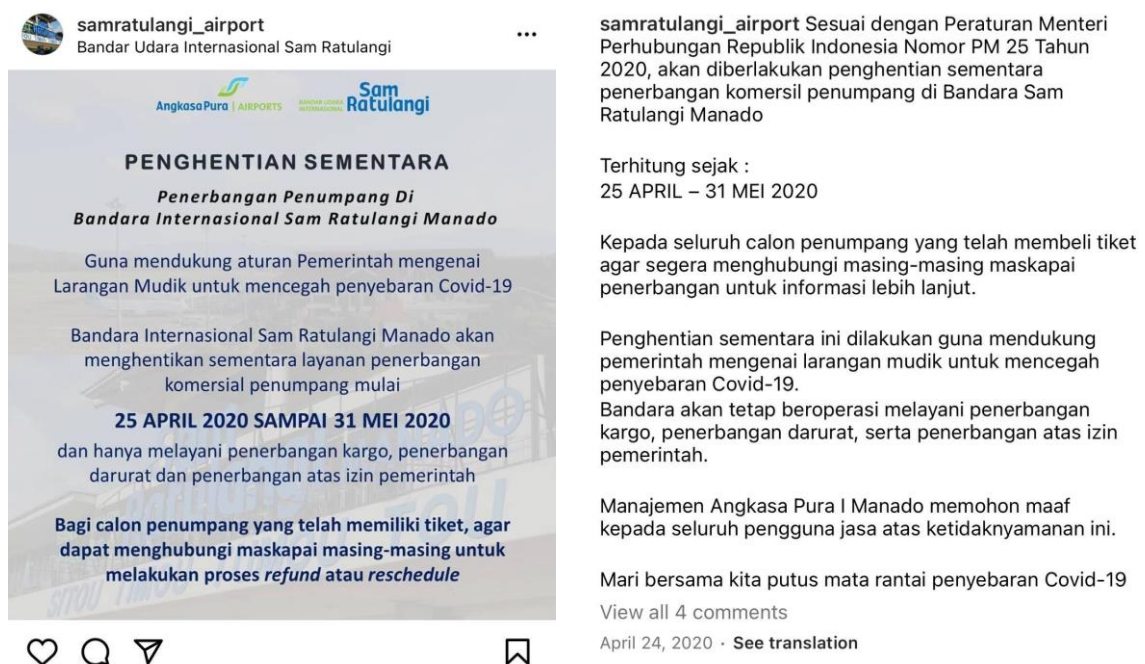 samratulangi_airport
Bandar Udara Internasional Sam Ratulangi
Angkasa Pura | AIRPORTS
BANDAR UDARA
INTERNASIONAL
Sam
Ratulangi
PENGHENTIAN SEMENTARA
Penerbangan Penumpang Di
Bandara Internasional Sam Ratulangi Manado
Guna mendukung aturan Pemerintah mengenai
Larangan Mudik untuk mencegah penyebaran Covid-19
Bandara Internasional Sam Ratulangi Manado akan
menghentikan sementara layanan penerbangan
komersial penumpang mulai
25 APRIL 2020 SAMPAI 31 MEI 2020
dan hanya melayani penerbangan kargo, penerbangan
darurat dan penerbangan atas izin pemerintah
Bagi calon penumpang yang telah memiliki tiket, agar
dapat menghubungi maskapai masing-masing untuk
melakukan proses refund atau reschedule
SITOU TIMOU TUMOU TOU
samratulangi_airport Sesuai dengan Peraturan Menteri
Perhubungan Republik Indonesia Nomor PM 25 Tahun
2020, akan diberlakukan penghentian sementara
penerbangan komersil penumpang di Bandara Sam
Ratulangi Manado
Terhitung sejak :
25 APRIL – 31 MEI 2020
Kepada seluruh calon penumpang yang telah membeli tiket
agar segera menghubungi masing-masing maskapai
penerbangan untuk informasi lebih lanjut.
Penghentian sementara ini dilakukan guna mendukung
pemerintah mengenai larangan mudik untuk mencegah
penyebaran Covid-19.
Bandara akan tetap beroperasi melayani penerbangan
kargo, penerbangan darurat, serta penerbangan atas izin
pemerintah.
Manajemen Angkasa Pura I Manado memohon maaf
kepada seluruh pengguna jasa atas ketidaknyamanan ini.
Mari bersama kita putus mata rantai penyebaran Covid-19
View all 4 comments
April 24, 2020 · See translation